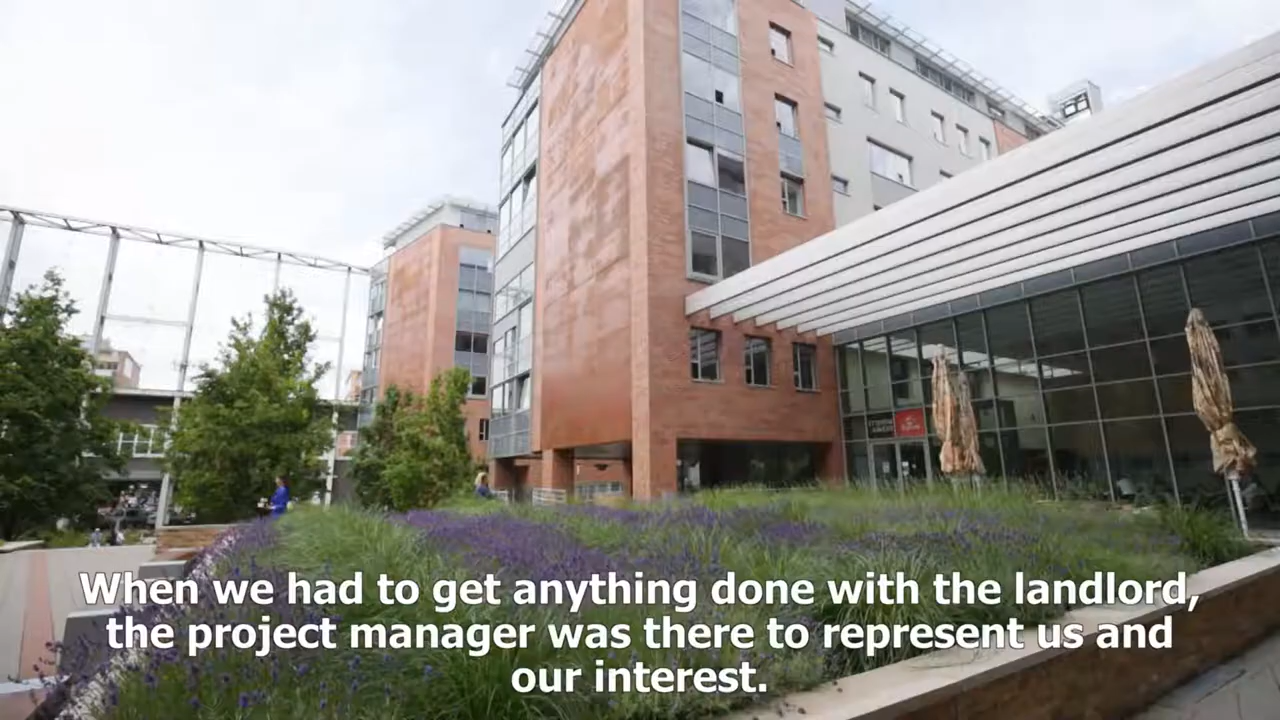 When we had to get anything done with the landlord,
the project manager was there to represent us and
our interest.